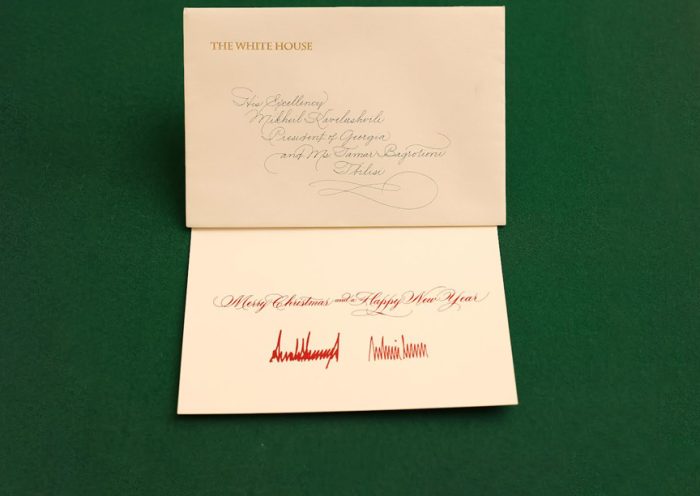 THE WHITE HOUSE
His Excellency
Mikheil Kavelashvili
President of Georgia
and Ms. Tamar Bagrationi
Tbilisi
Merry Christmas and a Happy New Year